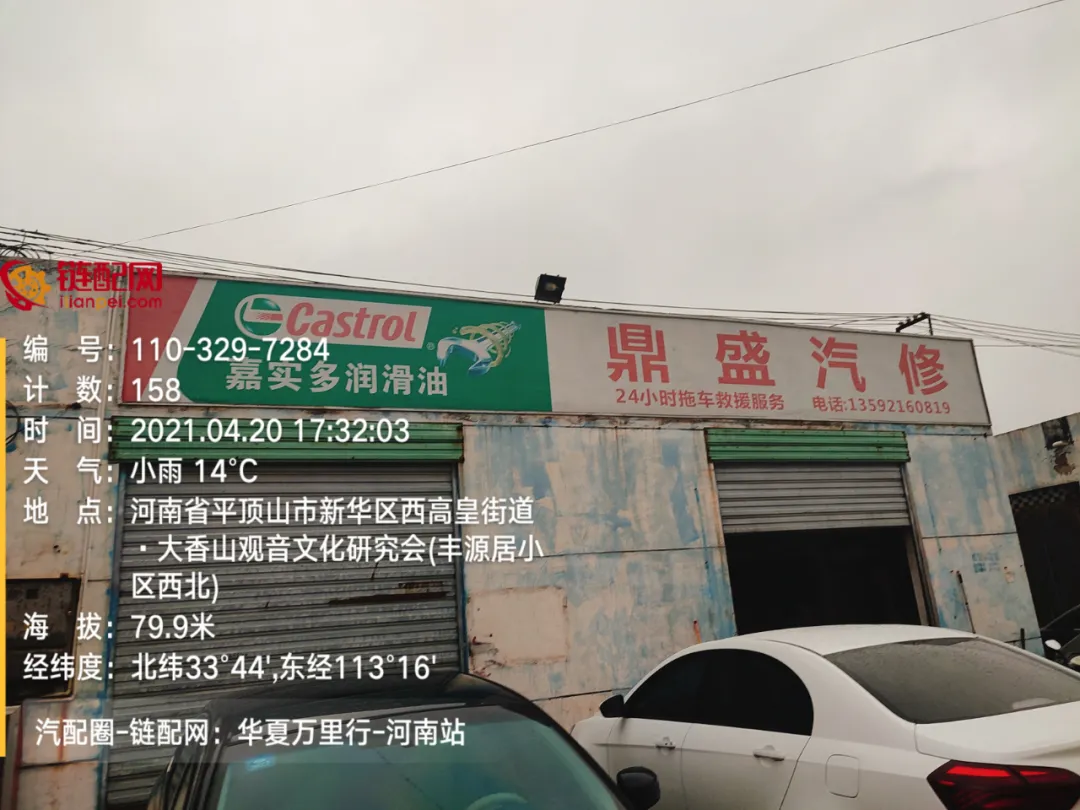 链配网
lianpei.com
Castrol
嘉实多润滑油
鼎盛汽修
24小时拖车救援服务 电话:13592160819
编 号: 110-329-7284
计 数: 158
时 间: 2021.04.20 17:32:03
天 气: 小雨 14°C
地 点: 河南省平顶山市新华区西高皇街道
·大香山观音文化研究会(丰源居小
区西北)
海 拔: 79.9米
经纬度: 北纬33°44',东经113°16'
汽配圈-链配网: 华夏万里行-河南站